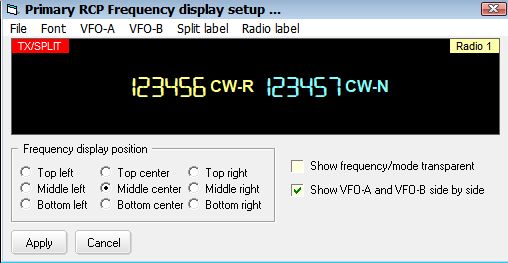 Primary RCP Frequency display setup ...
File Font VFO-A VFO-B Split label Radio label
TX/SPLIT Radio 1
123456 CW-R 123457 CW-N
Frequency display position
Top left Top center Top right
Middle left Middle center Middle right
Bottom left Bottom center Bottom right
Show frequency/mode transparent
Show VFO-A and VFO-B side by side
Apply Cancel